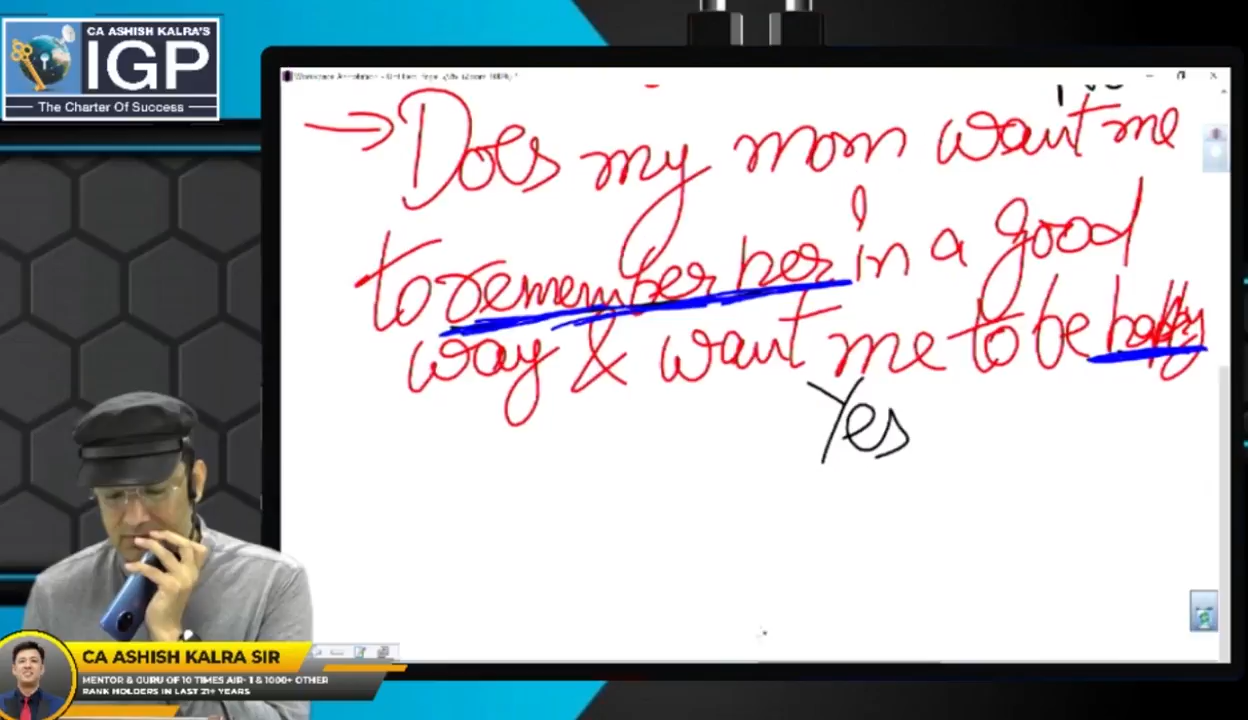 CA ASHISH KALRA'S
IGP
The Charter Of Success
→ Does my mom want me
to remember her in a good
way & want me to be happy
Yes
CA ASHISH KALRA SIR
MENTOR & GURU OF 10 TIMES AIR- 1 & 1000+ OTHER
RANK HOLDERS IN LAST 21+ YEARS